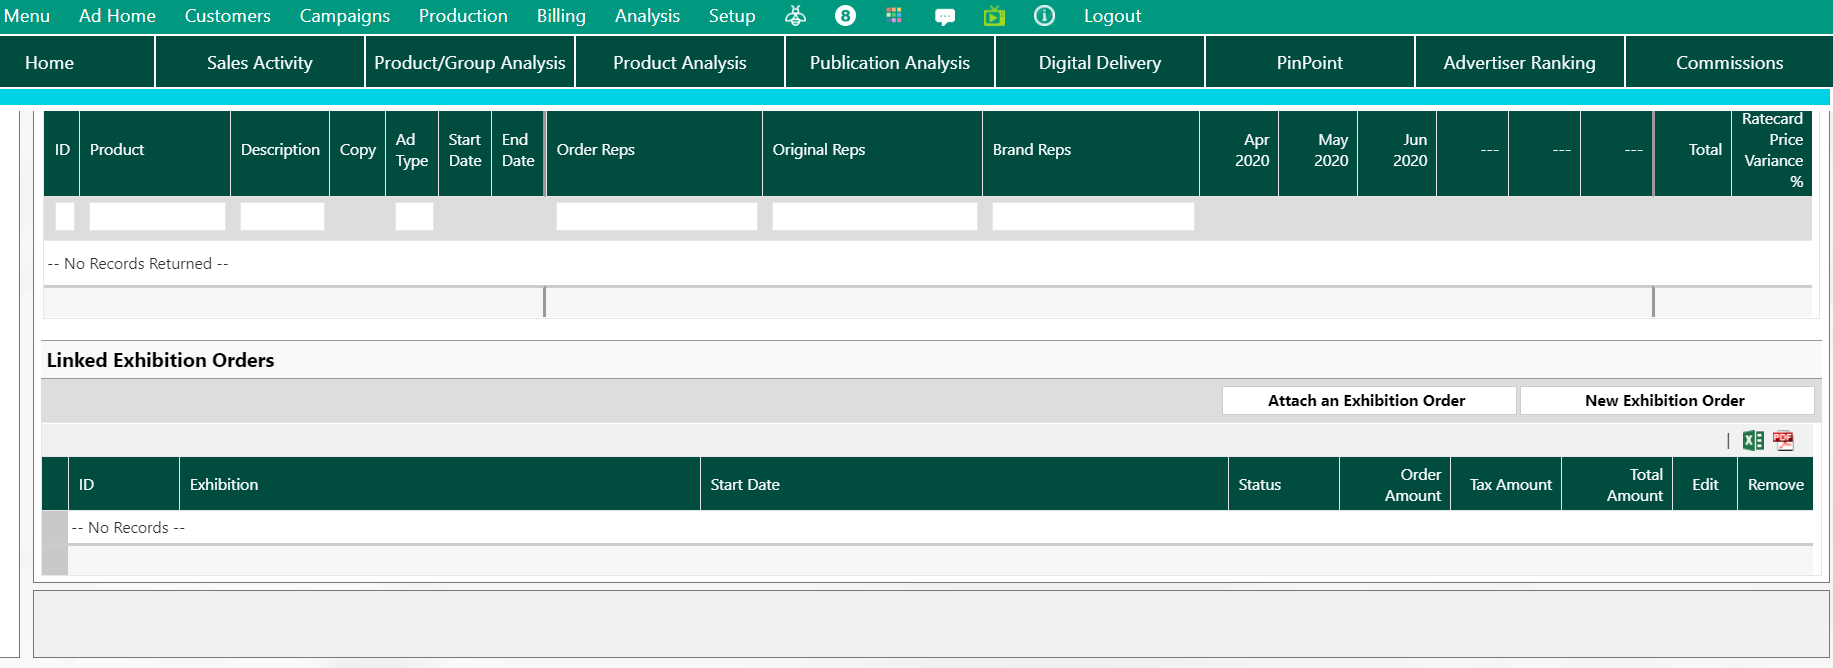 Menu Ad Home Customers Campaigns Production Billing Analysis Setup 8 Logout
Home Sales Activity Product/Group Analysis Product Analysis Publication Analysis Digital Delivery PinPoint Advertiser Ranking Commissions
ID Product Description Copy Ad Type Start Date End Date Order Reps Original Reps Brand Reps Apr 2020 May 2020 Jun 2020 --- --- --- Total Ratecard Price Variance %
-- No Records Returned --
Linked Exhibition Orders
Attach an Exhibition Order New Exhibition Order
| X PDF
ID Exhibition Start Date Status Order Amount Tax Amount Total Amount Edit Remove
-- No Records --